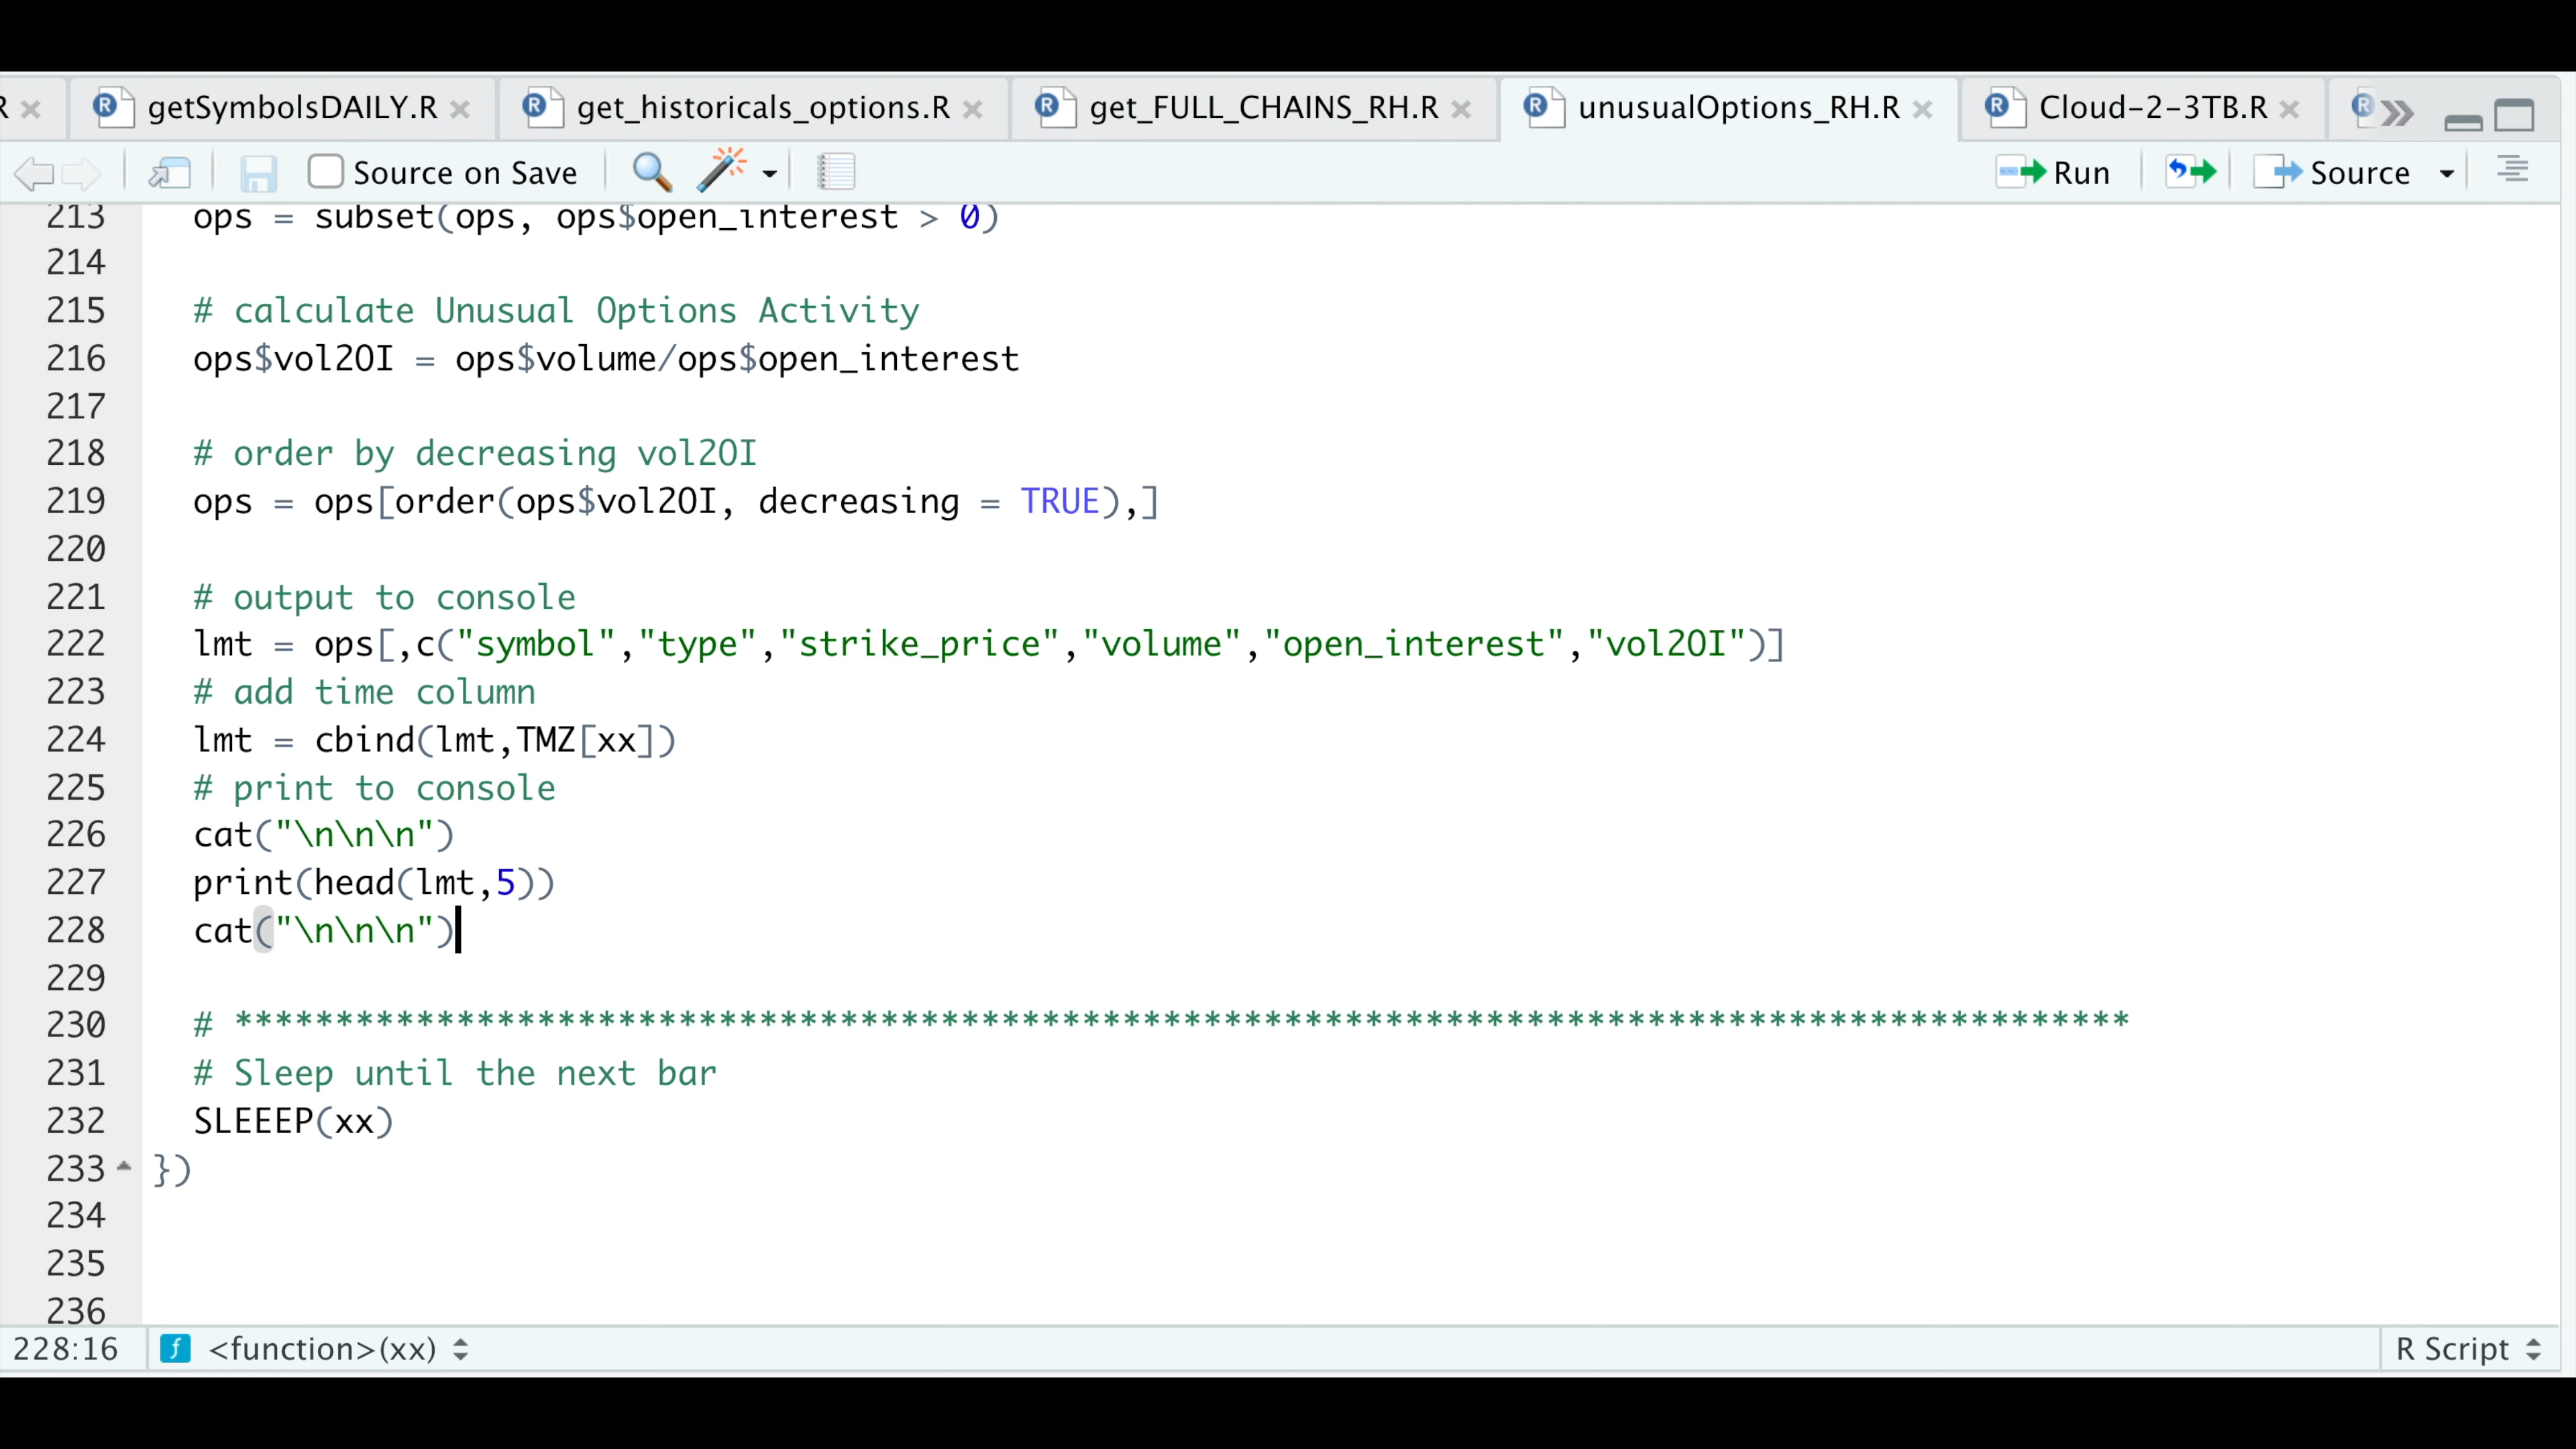 R getSymbolsDAILY.R get_historicals_options.R get_FULL_CHAINS_RH.R unusualOptions_RH.R Cloud-2-3TB.R
Source on Save Run Source
213 ops = subset(ops, ops$open_interest > 0)
214
215 # calculate Unusual Options Activity
216 ops$vol2OI = ops$volume/ops$open_interest
217
218 # order by decreasing vol2OI
219 ops = ops[order(ops$vol2OI, decreasing = TRUE),]
220
221 # output to console
222 lmt = ops[,c("symbol","type","strike_price","volume","open_interest","vol2OI")]
223 # add time column
224 lmt = cbind(lmt,TMZ[xx])
225 # print to console
226 cat("\n\n\n")
227 print(head(lmt,5))
228 cat("\n\n\n")
229
230 # **********************************************************************************************
231 # Sleep until the next bar
232 SLEEEP(xx)
233 })
234
235
236
228:16 <function>(xx) R Script